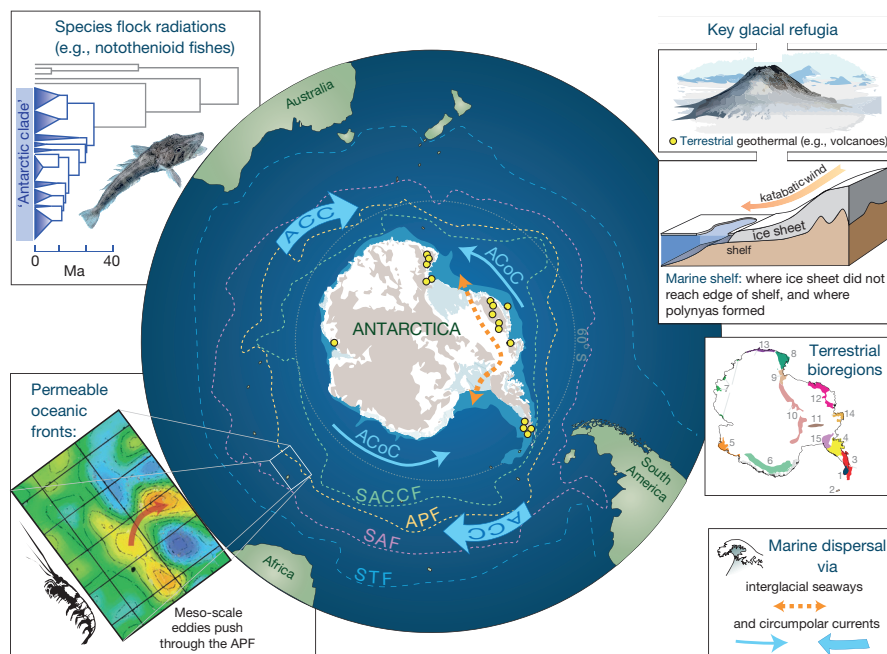 Species flock radiations
(e.g., notothenioid fishes)
'Antarctic clade'
0
40
Ma
Key glacial refugia
Terrestrial geothermal (e.g., volcanoes)
katabatic wind
ice sheet
shelf
Marine shelf: where ice sheet did not
reach edge of shelf, and where
polynyas formed
Australia
ACC
ACoC
ANTARCTICA
60° S
ACoC
SACCF
APF
ACC
SAF
STF
South
America
Africa
Permeable
oceanic
fronts:
Meso-scale
eddies push
through the APF
Terrestrial
bioregions
13
8
9
7
12
10
14
11
15
4
5
6
3
1
2
Marine dispersal
via
interglacial seaways
and circumpolar currents